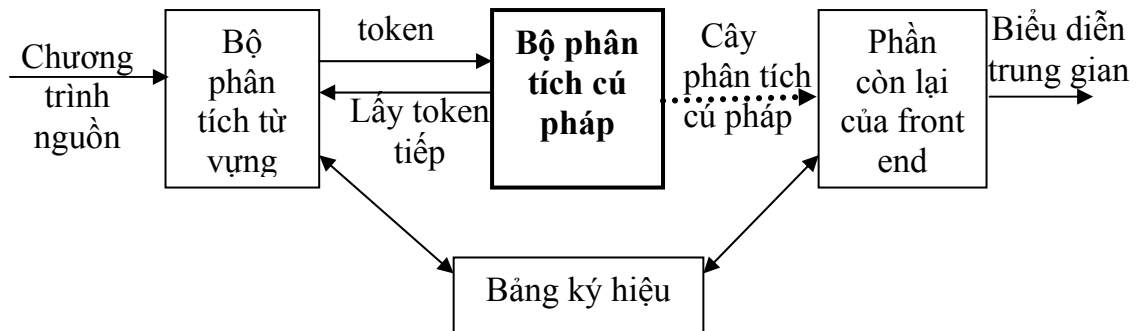 Chương
trình
nguồn
Bộ
phân
tích từ
vựng
token
Lấy token
tiếp
Bộ phân
tích cú
pháp
Cây
phân tích
cú pháp
Phần
còn lại
của front
end
Biểu diễn
trung gian
Bảng ký hiệu